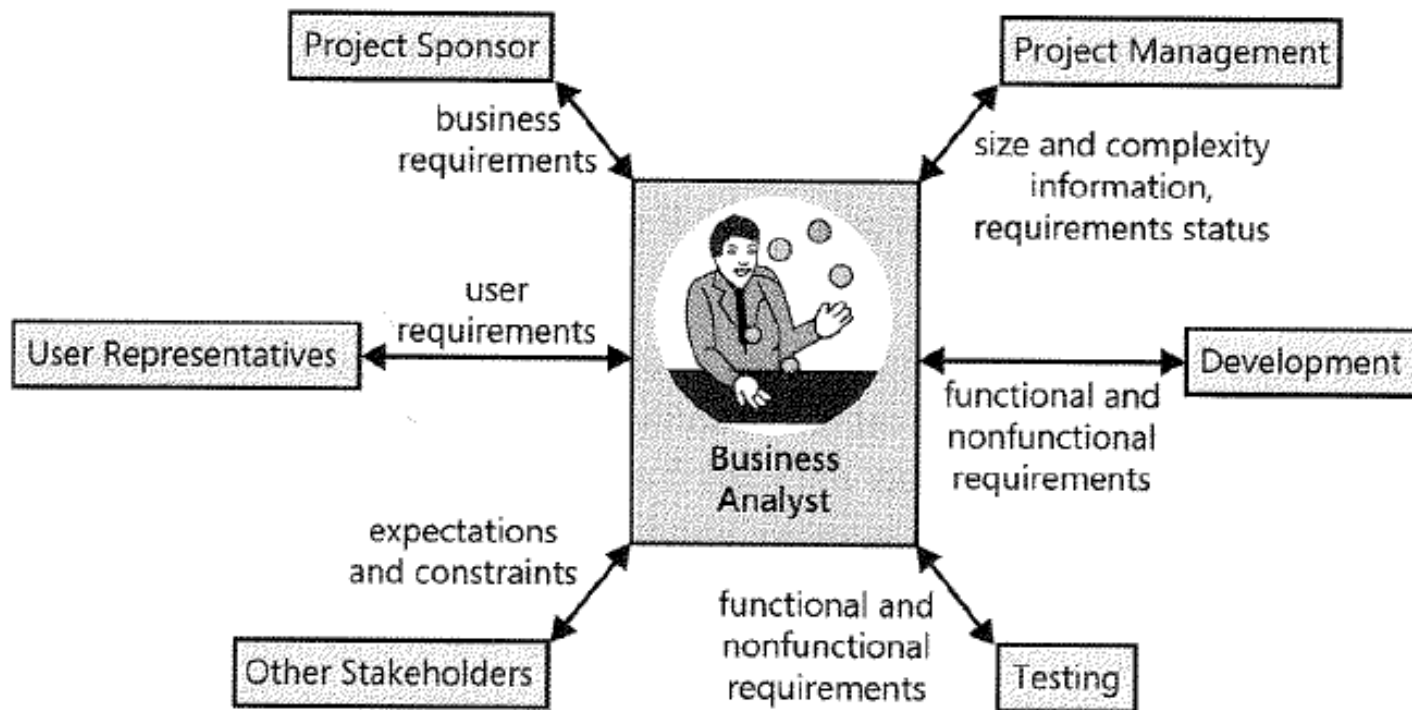 Project Sponsor
Project Management
business
requirements
size and complexity
information,
requirements status
user
requirements
User Representatives
Development
functional and
nonfunctional
requirements
Business
Analyst
expectations
and constraints
functional and
nonfunctional
requirements
Other Stakeholders
Testing